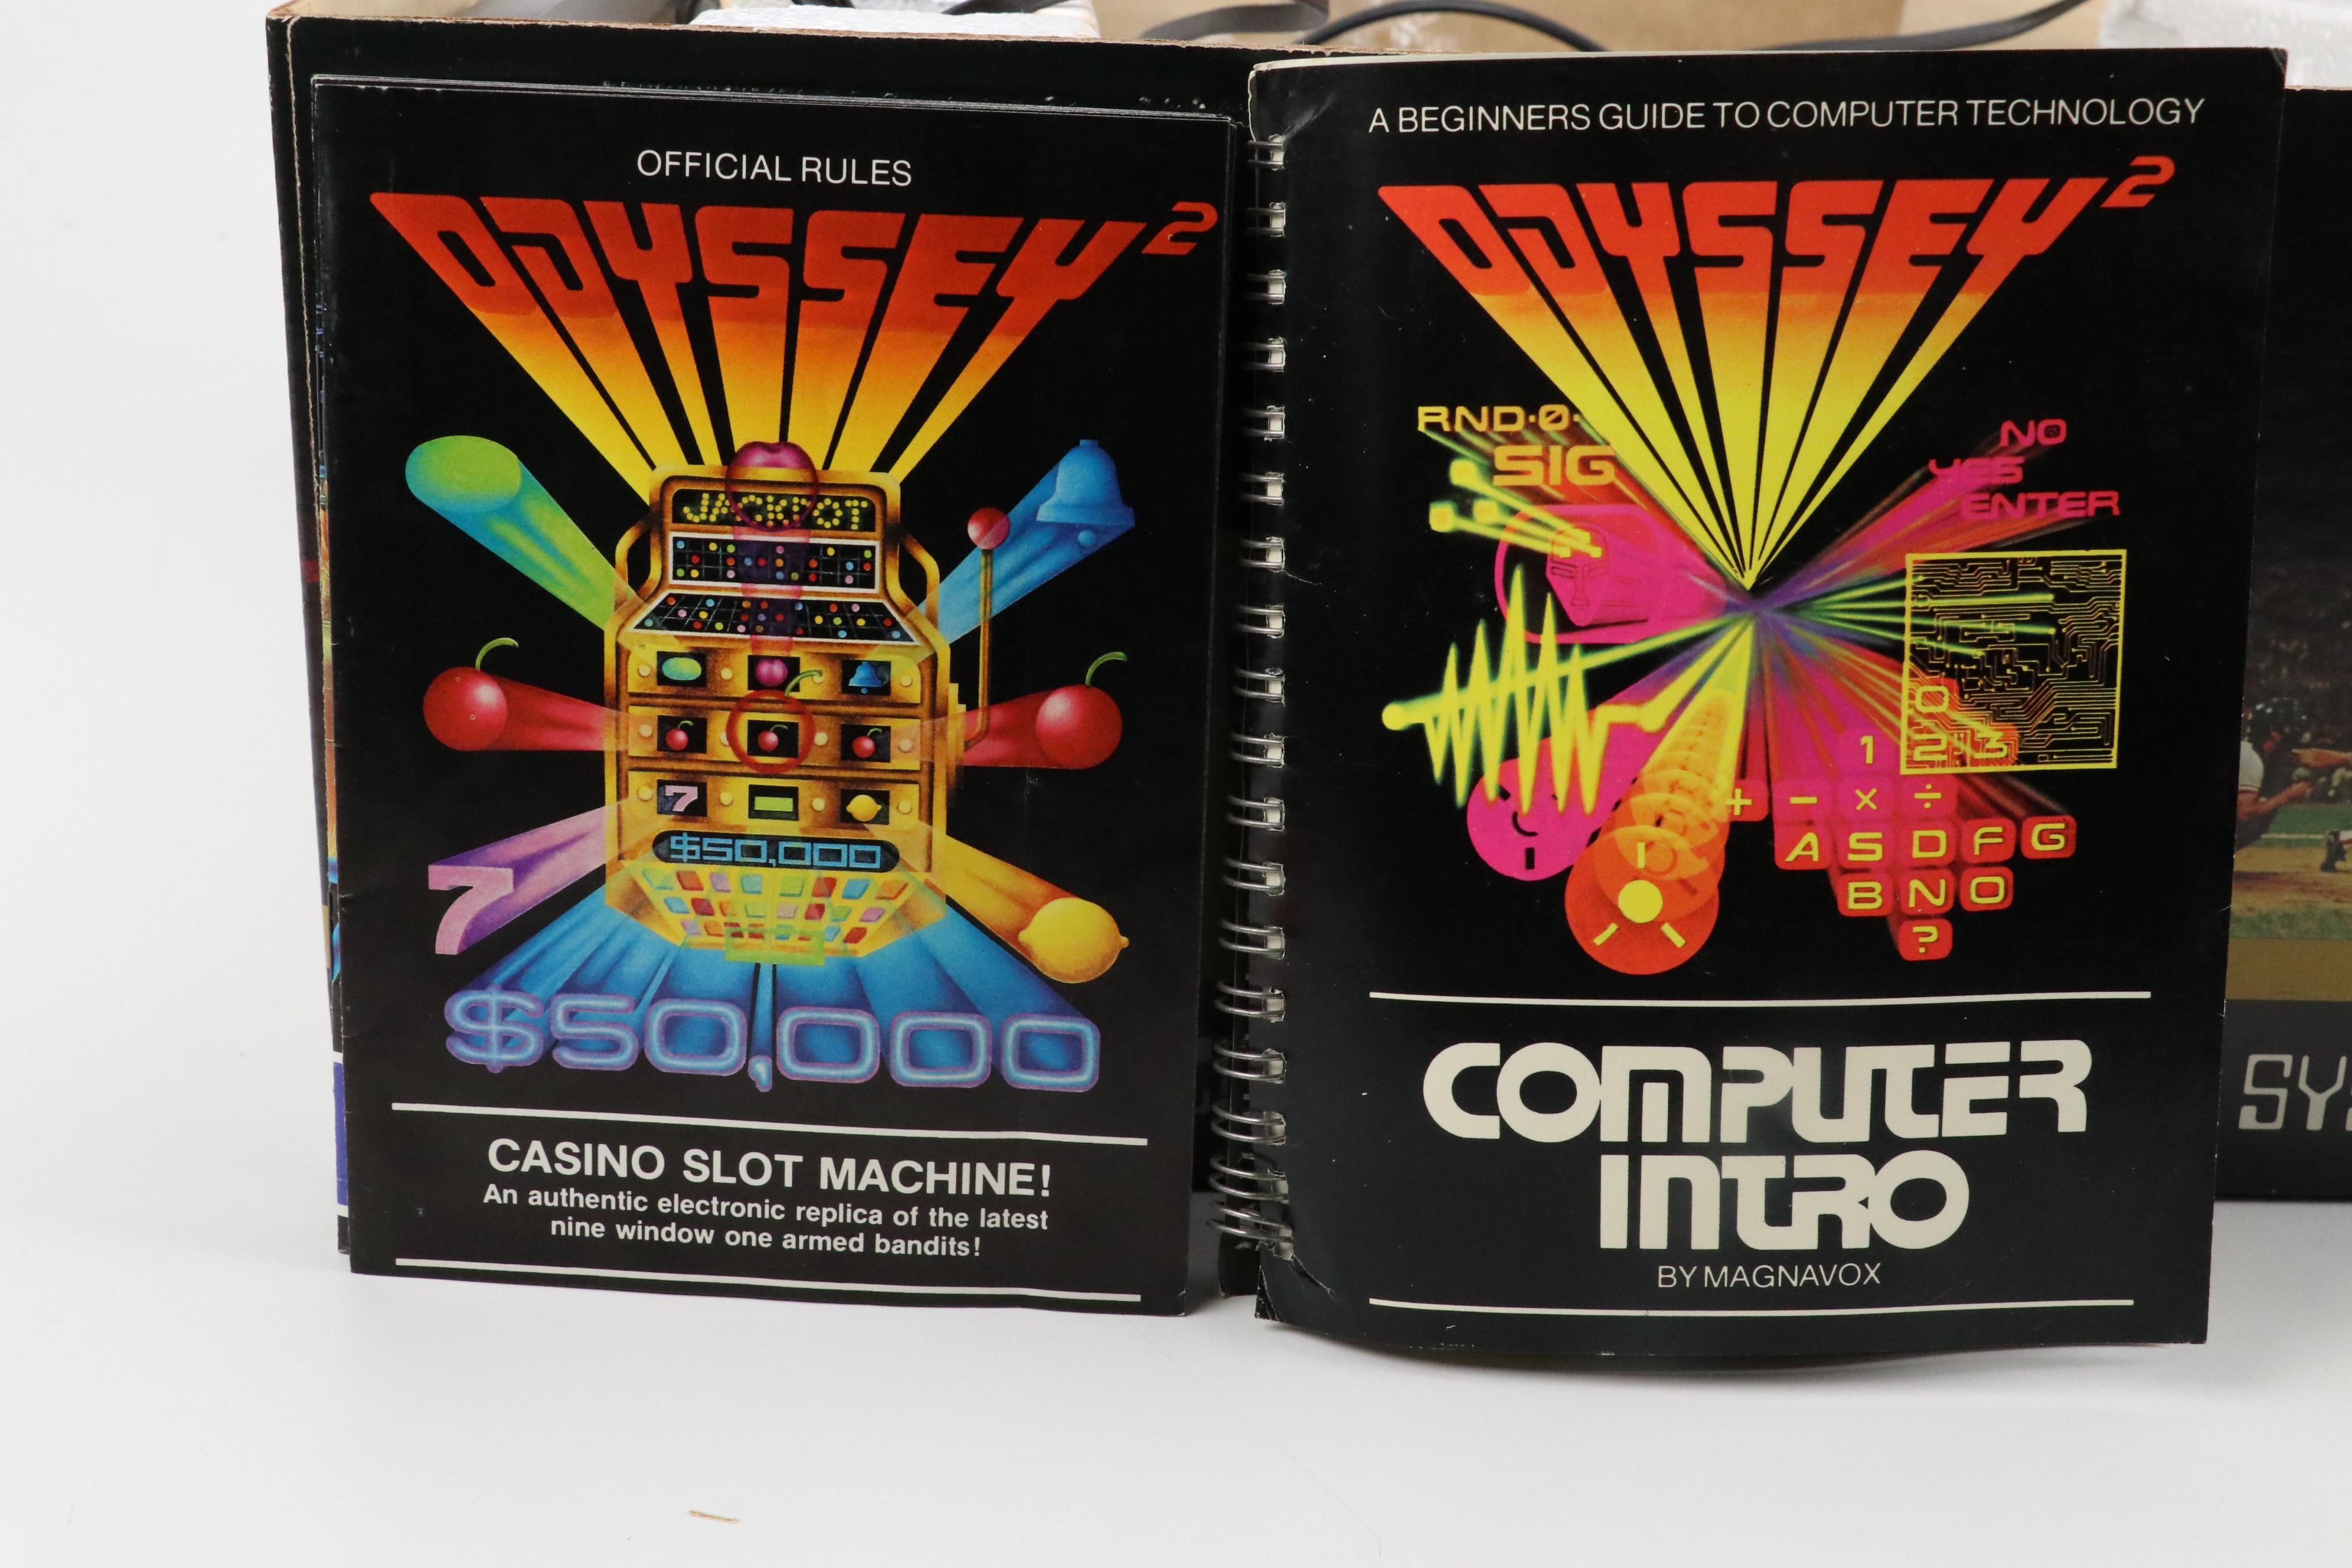 OFFICIAL RULES
ODYSSEY²
JACKPOT
7
$50,000
7
$50,000
CASINO SLOT MACHINE!
An authentic electronic replica of the latest
nine window one armed bandits!
A BEGINNERS GUIDE TO COMPUTER TECHNOLOGY
ODYSSEY²
RND·0·
SIG
NO
YES
ENTER
0
1 2 3
+ − × ÷
A S D F G
B N O
?
COMPUTER
INTRO
BY MAGNAVOX